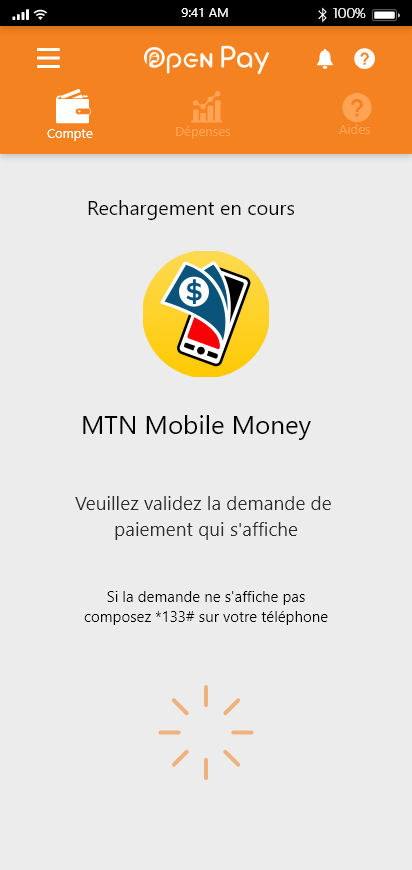 9:41 AM 100%
Open Pay
Compte Dépenses Aides
Rechargement en cours
MTN Mobile Money
Veuillez validez la demande de
paiement qui s'affiche
Si la demande ne s'affiche pas
composez *133# sur votre téléphone